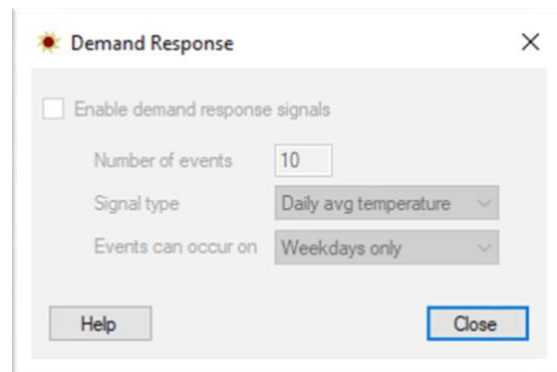 Demand Response
Enable demand response signals
Number of events 10
Signal type Daily avg temperature
Events can occur on Weekdays only
Help Close